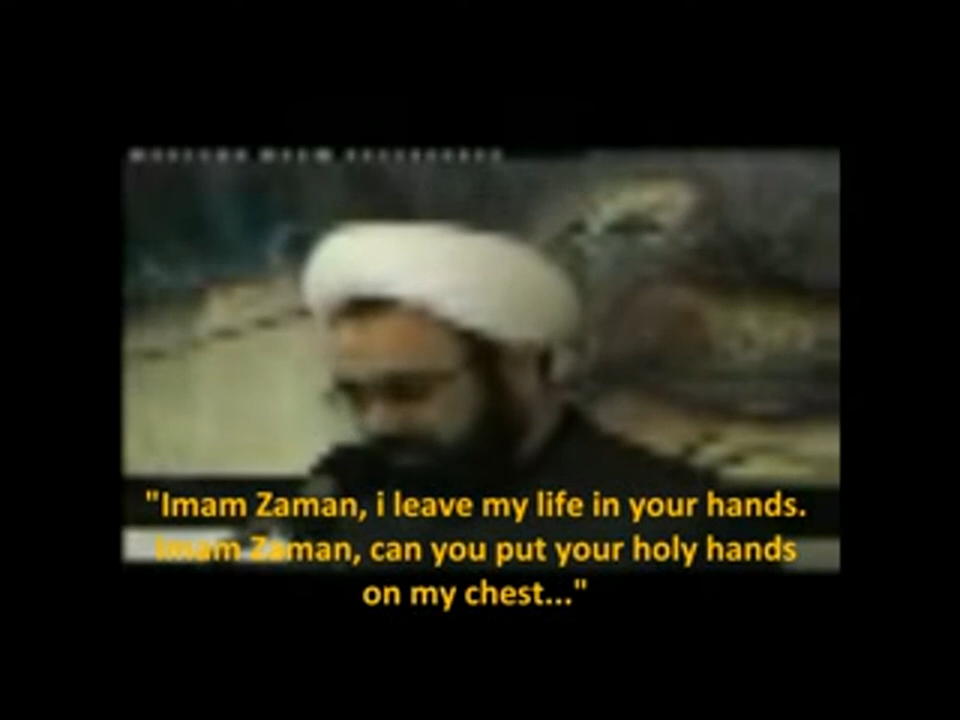 "Imam Zaman, i leave my life in your hands.
Imam Zaman, can you put your holy hands
on my chest..."